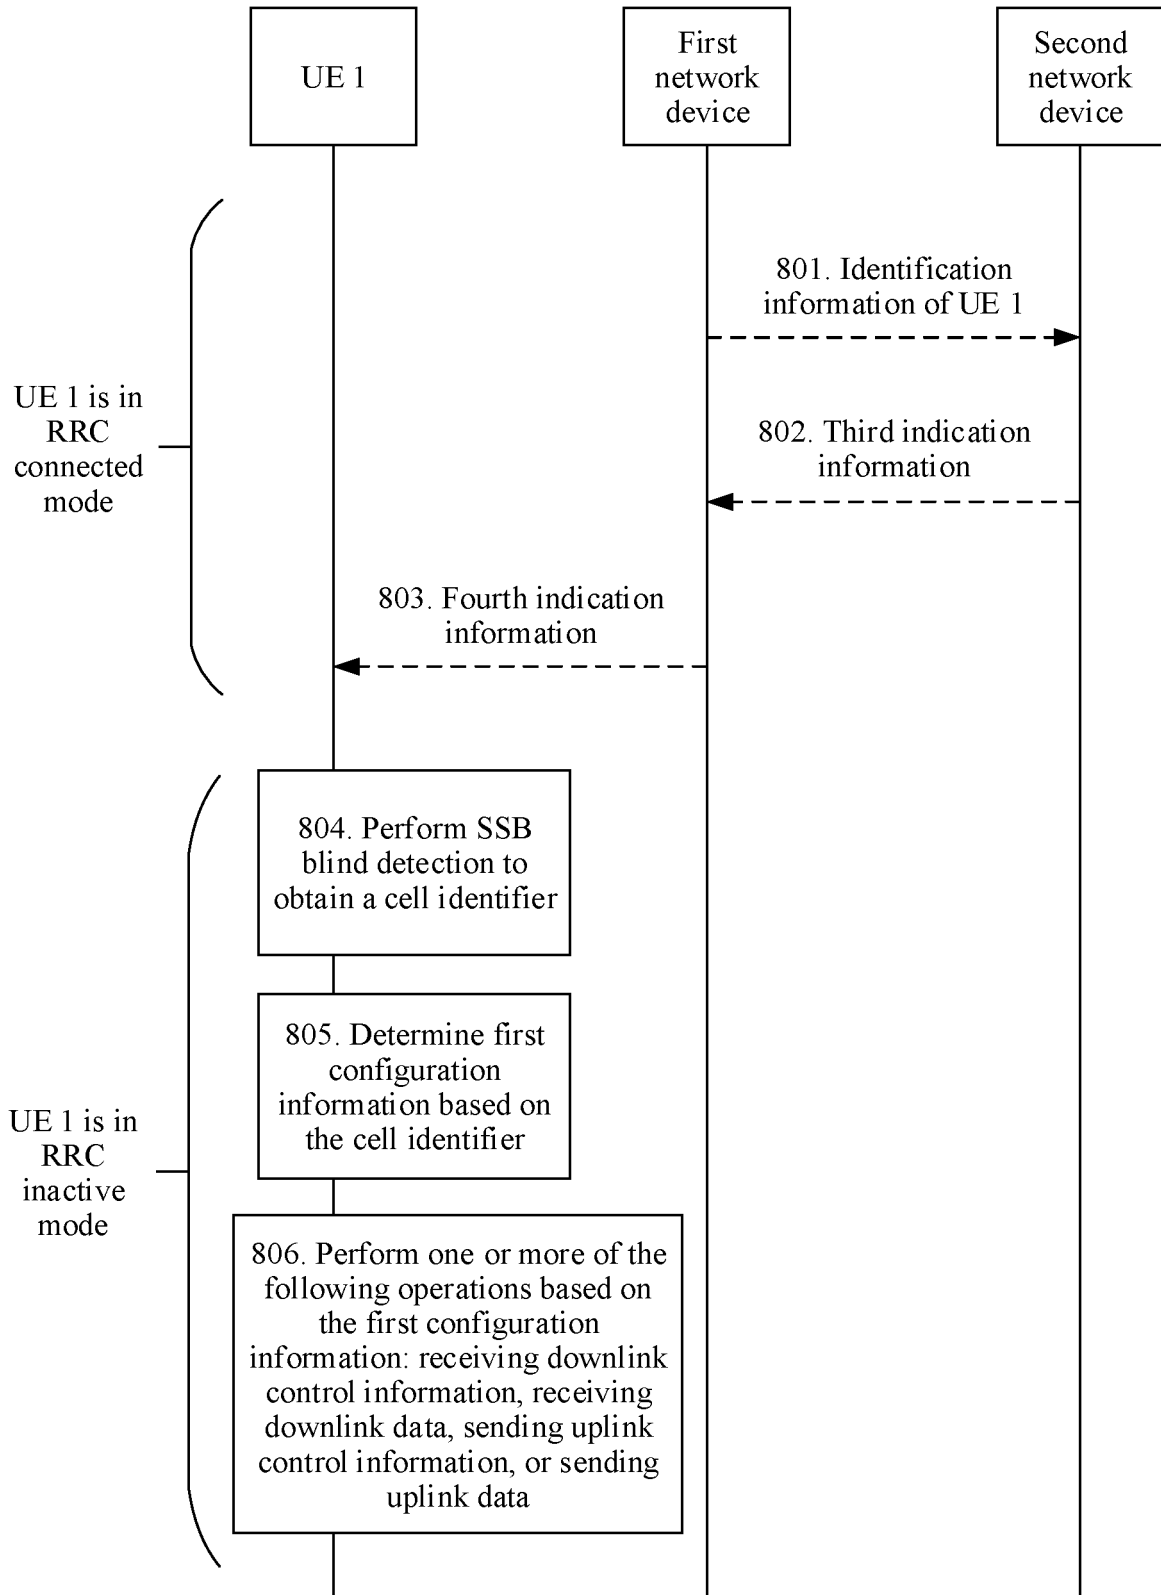 UE 1
First
network
device
Second
network
device
801. Identification
information of UE 1
UE 1 is in
RRC
connected
mode
802. Third indication
information
803. Fourth indication
information
804. Perform SSB
blind detection to
obtain a cell identifier
805. Determine first
configuration
information based on
the cell identifier
UE 1 is in
RRC
inactive
mode
806. Perform one or more of the
following operations based on
the first configuration
information: receiving downlink
control information, receiving
downlink data, sending uplink
control information, or sending
uplink data